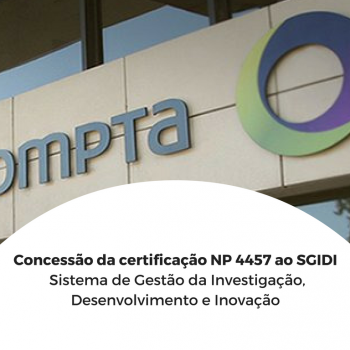 ompta
Concessão da certificação NP 4457 ao SGIDI
Sistema de Gestão da Investigação,
Desenvolvimento e Inovação